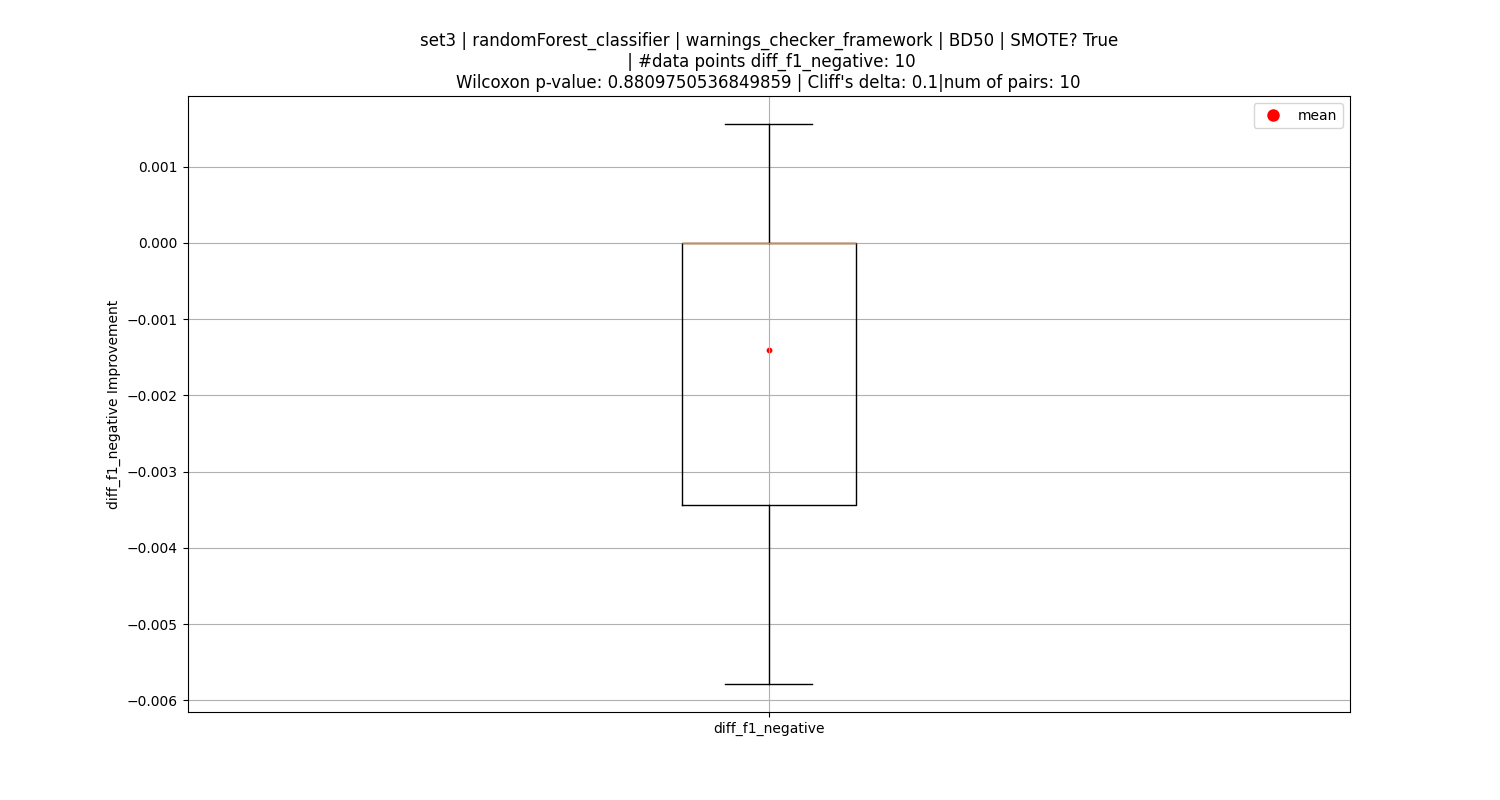 set3 | randomForest_classifier | warnings_checker_framework | BD50 | SMOTE? True
| #data points diff_f1_negative: 10
Wilcoxon p-value: 0.8809750536849859 | Cliff's delta: 0.1|num of pairs: 10
mean
0.001
0.000
−0.001
−0.002
−0.003
−0.004
−0.005
−0.006
diff_f1_negative Improvement
diff_f1_negative